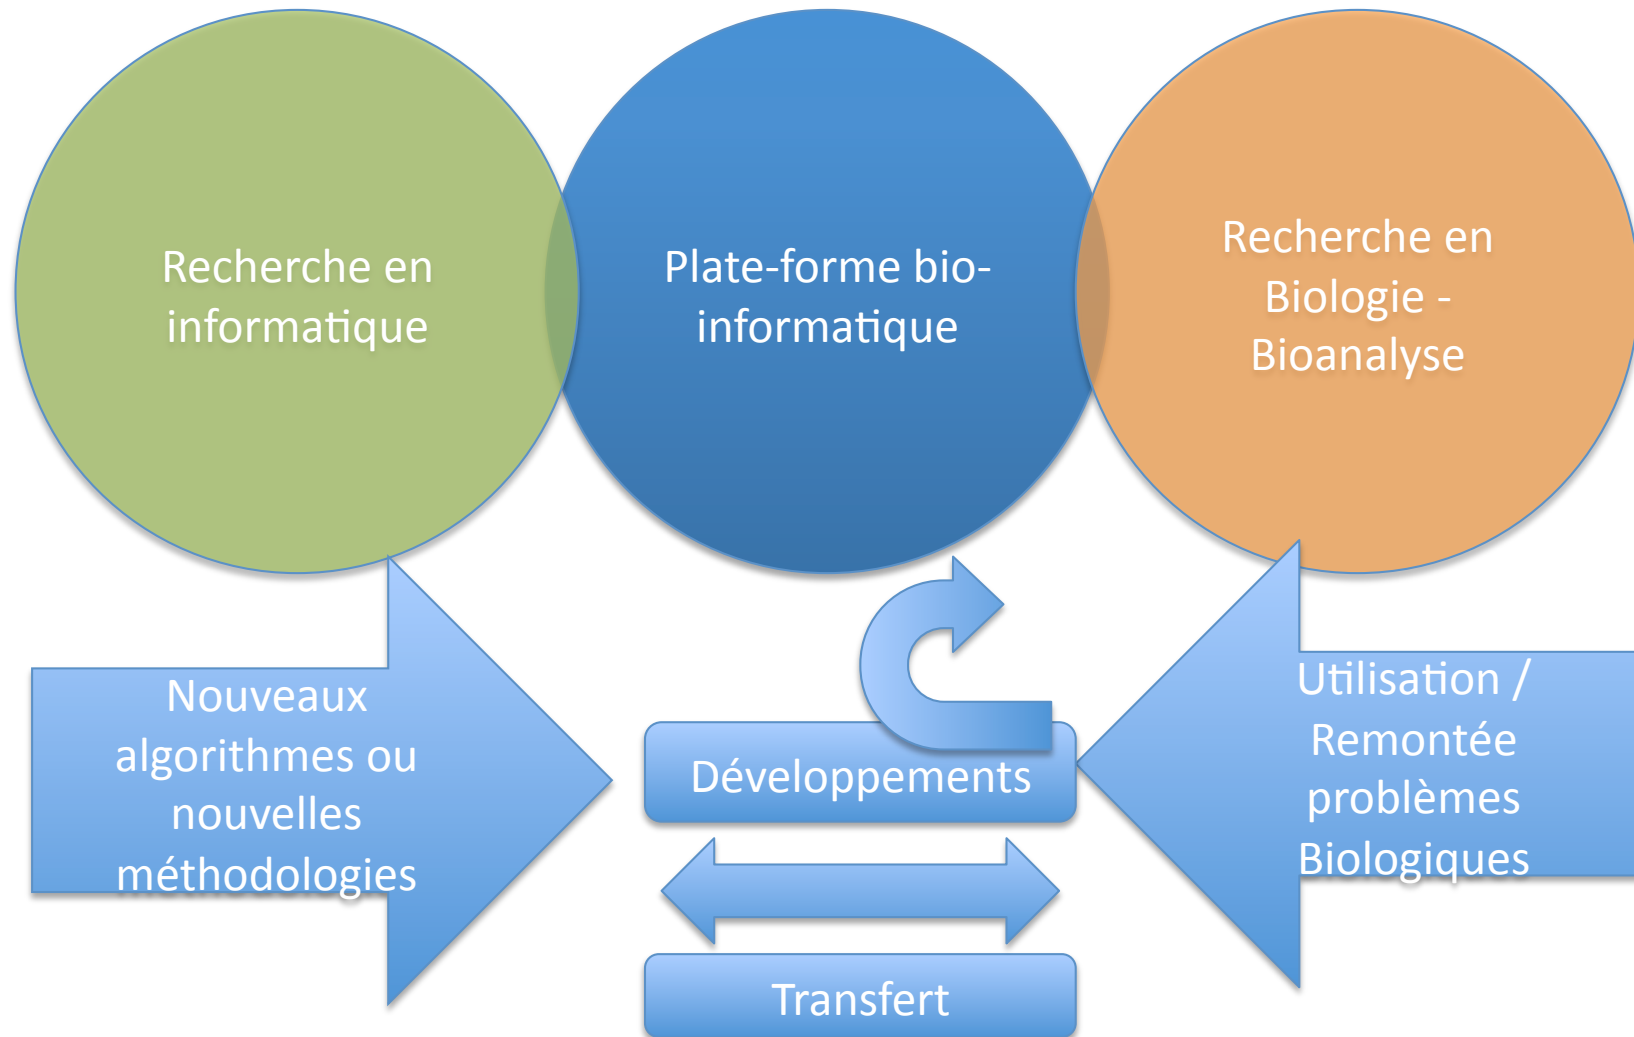 Recherche en
informatique
Plate-forme bio-
informatique
Recherche en
Biologie -
Bioanalyse
Nouveaux
algorithmes ou
nouvelles
méthodologies
Développements
Transfert
Utilisation /
Remontée
problèmes
Biologiques